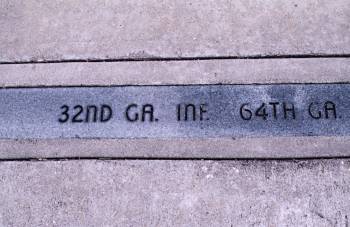 32ND GA. INF. 64TH GA.